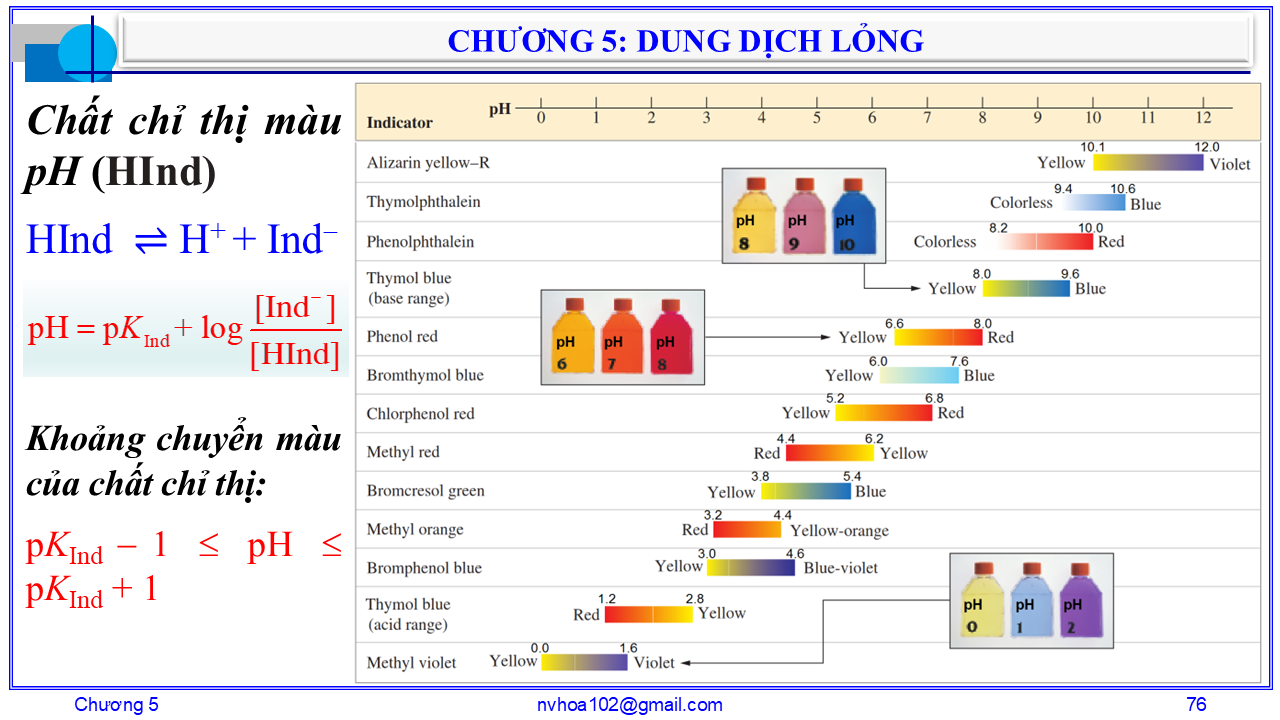 CHƯƠNG 5: DUNG DỊCH LỎNG
Chất chỉ thị màu
pH (HInd)
HInd ⇌ H⁺ + Ind⁻
pH = pK_Ind + log [Ind⁻] / [HInd]
Khoảng chuyển màu
của chất chỉ thị:
pK_Ind – 1 ≤ pH ≤
pK_Ind + 1
Indicator pH 0 1 2 3 4 5 6 7 8 9 10 11 12
Alizarin yellow–R Yellow 10.1 12.0 Violet
Thymolphthalein Colorless 9.4 10.6 Blue
Phenolphthalein Colorless 8.2 10.0 Red
pH 8 pH 9 pH 10
Thymol blue
(base range) Yellow 8.0 9.6 Blue
Phenol red Yellow 6.6 8.0 Red
pH 6 pH 7 pH 8
Bromthymol blue Yellow 6.0 7.6 Blue
Chlorphenol red Yellow 5.2 6.8 Red
Methyl red Red 4.4 6.2 Yellow
Bromcresol green Yellow 3.8 5.4 Blue
Methyl orange Red 3.2 4.4 Yellow-orange
Bromphenol blue Yellow 3.0 4.6 Blue-violet
Thymol blue
(acid range) Red 1.2 2.8 Yellow
pH 0 pH 1 pH 2
Methyl violet Yellow 0.0 1.6 Violet
Chương 5 nvhoa102@gmail.com 76